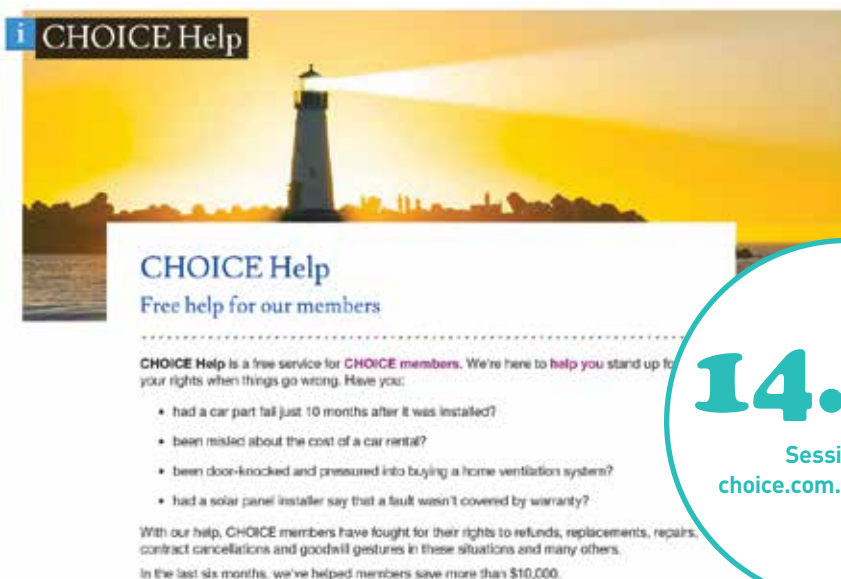 i CHOICE Help
CHOICE Help
Free help for our members
CHOICE Help is a free service for CHOICE members. We're here to help you stand up fo
your rights when things go wrong. Have you:
• had a car part fail just 10 months after it was installed?
• been misled about the cost of a car rental?
• been door-knocked and pressured into buying a home ventilation system?
• had a solar panel installer say that a fault wasn't covered by warranty?
With our help, CHOICE members have fought for their rights to refunds, replacements, repairs,
contract cancellations and goodwill gestures in these situations and many others.
In the last six months, we've helped members save more than $10,000.
14.
Sessi
choice.com.